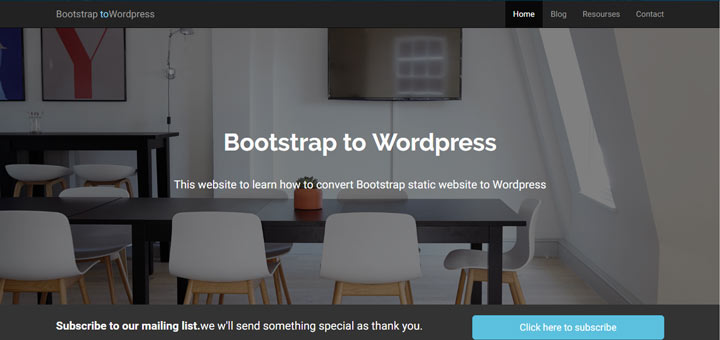 Bootstrap toWordpress
Home Blog Resourses Contact
Bootstrap to Wordpress
This website to learn how to convert Bootstrap static website to Wordpress
Subscribe to our mailing list.we w'll send something special as thank you.
Click here to subscribe